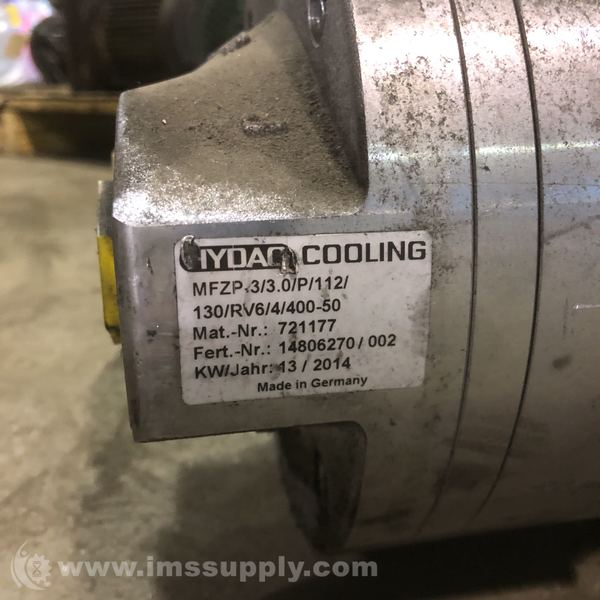 HYDAC COOLING
MFZP-3/3.0/P/112/
130/RV6/4/400-50
Mat.-Nr.: 721177
Fert.-Nr.: 14806270 / 002
KW/Jahr: 13 / 2014
Made in Germany
www.imssupply.com